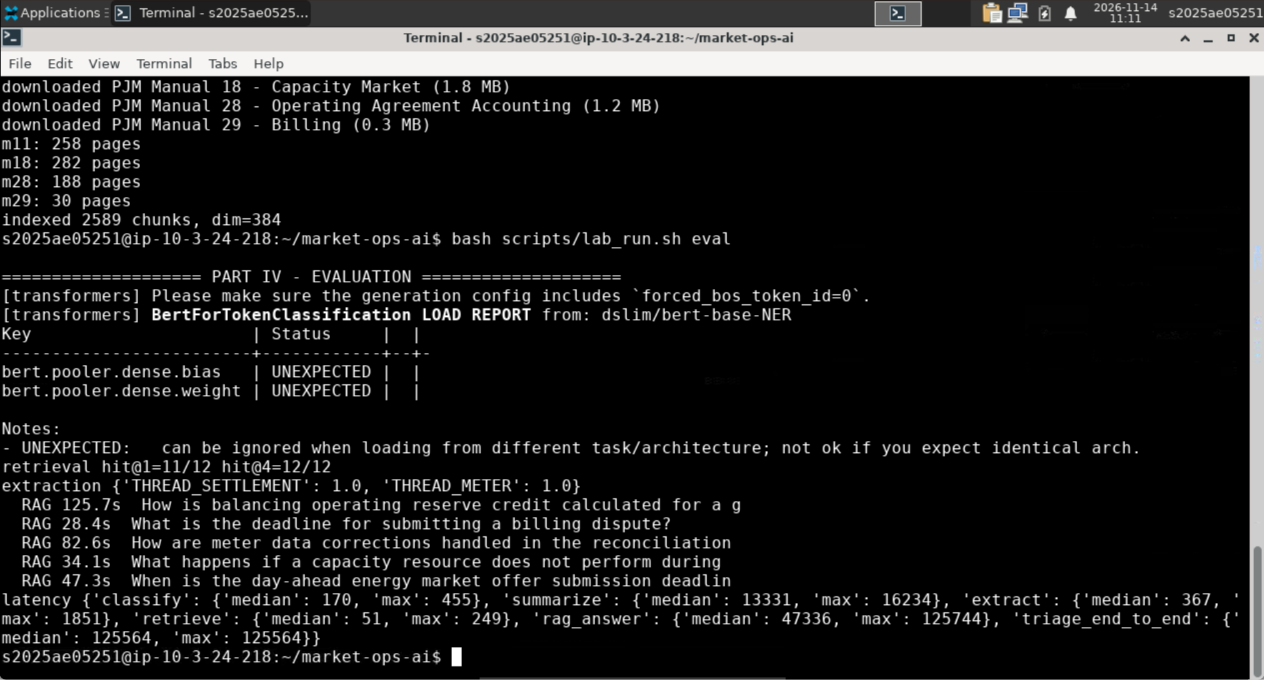 Applications Terminal - s2025ae0525... 2026-11-14 11:11 s2025ae05251
Terminal - s2025ae05251@ip-10-3-24-218:~/market-ops-ai
File Edit View Terminal Tabs Help
downloaded PJM Manual 18 - Capacity Market (1.8 MB)
downloaded PJM Manual 28 - Operating Agreement Accounting (1.2 MB)
downloaded PJM Manual 29 - Billing (0.3 MB)
m11: 258 pages
m18: 282 pages
m28: 188 pages
m29: 30 pages
indexed 2589 chunks, dim=384
s2025ae05251@ip-10-3-24-218:~/market-ops-ai$ bash scripts/lab_run.sh eval
==================== PART IV - EVALUATION ====================
[transformers] Please make sure the generation config includes `forced_bos_token_id=0`.
[transformers] BertForTokenClassification LOAD REPORT from: dslim/bert-base-NER
Key                      | Status     |  |
-------------------------+------------+--+-
bert.pooler.dense.bias   | UNEXPECTED |  |
bert.pooler.dense.weight | UNEXPECTED |  |
Notes:
- UNEXPECTED:   can be ignored when loading from different task/architecture; not ok if you expect identical arch.
retrieval hit@1=11/12 hit@4=12/12
extraction {'THREAD_SETTLEMENT': 1.0, 'THREAD_METER': 1.0}
  RAG 125.7s  How is balancing operating reserve credit calculated for a g
  RAG 28.4s  What is the deadline for submitting a billing dispute?
  RAG 82.6s  How are meter data corrections handled in the reconciliation
  RAG 34.1s  What happens if a capacity resource does not perform during
  RAG 47.3s  When is the day-ahead energy market offer submission deadlin
latency {'classify': {'median': 170, 'max': 455}, 'summarize': {'median': 13331, 'max': 16234}, 'extract': {'median': 367, '
max': 1851}, 'retrieve': {'median': 51, 'max': 249}, 'rag_answer': {'median': 47336, 'max': 125744}, 'triage_end_to_end': {'
median': 125564, 'max': 125564}}
s2025ae05251@ip-10-3-24-218:~/market-ops-ai$